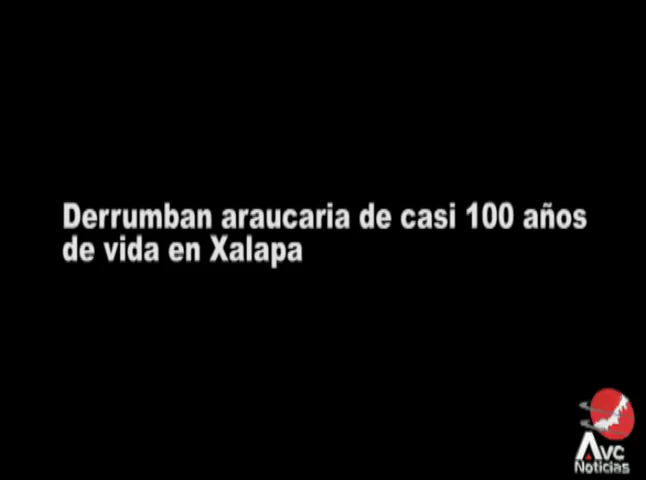 Derrumban araucaria de casi 100 años
de vida en Xalapa
Avc
Noticias